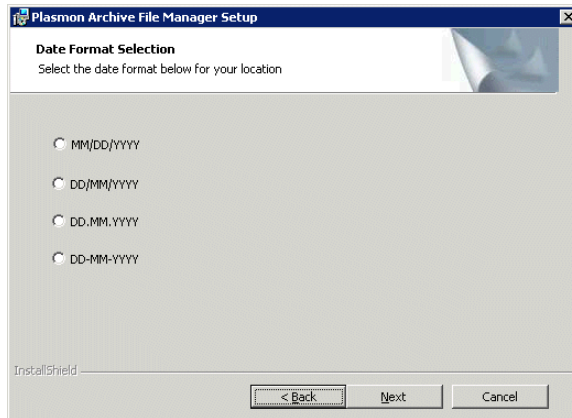 Plasmon Archive File Manager Setup
Date Format Selection
Select the date format below for your location
MM/DD/YYYY
DD/MM/YYYY
DD.MM.YYYY
DD-MM-YYYY
InstallShield
< Back Next Cancel